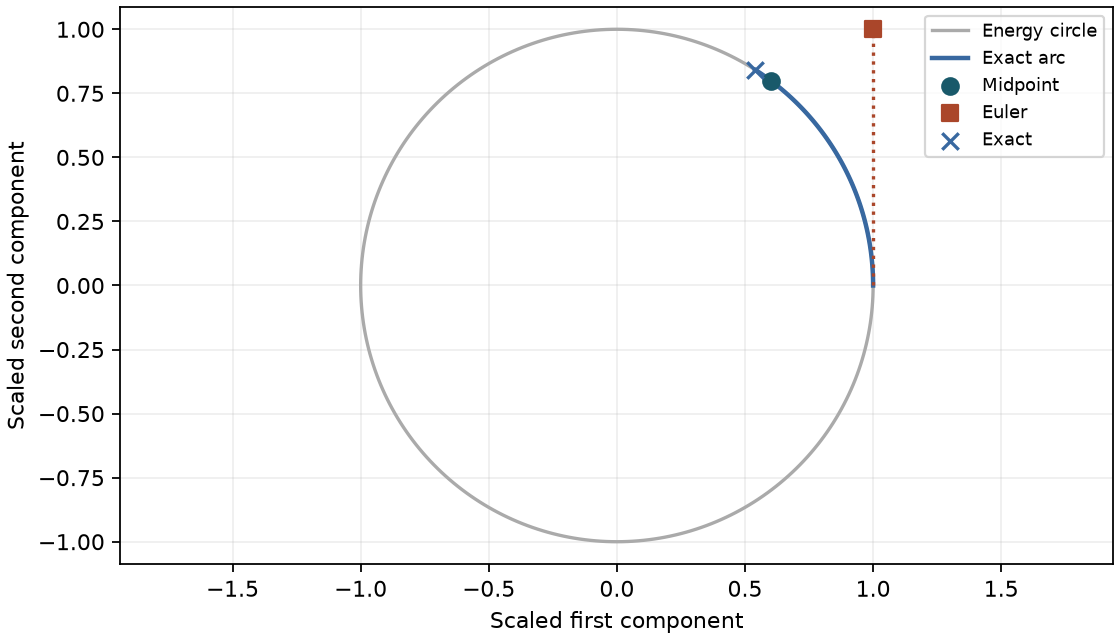 1.00
0.75
0.50
0.25
0.00
−0.25
−0.50
−0.75
−1.00
Scaled second component
Energy circle
Exact arc
Midpoint
Euler
Exact
−1.5
−1.0
−0.5
0.0
0.5
1.0
1.5
Scaled first component